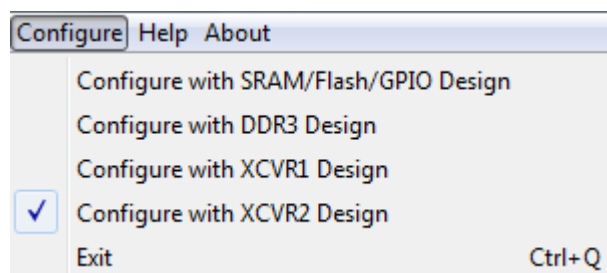 Configure Help About
Configure with SRAM/Flash/GPIO Design
Configure with DDR3 Design
Configure with XCVR1 Design
Configure with XCVR2 Design
Exit Ctrl+Q